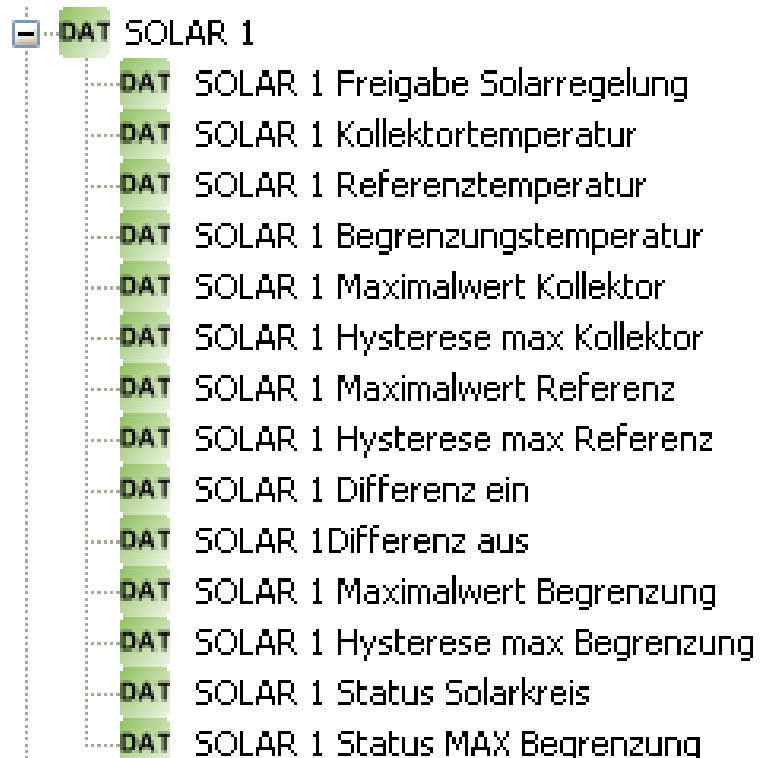 DAT SOLAR 1
DAT SOLAR 1 Freigabe Solarregelung
DAT SOLAR 1 Kollektortemperatur
DAT SOLAR 1 Referenztemperatur
DAT SOLAR 1 Begrenzungstemperatur
DAT SOLAR 1 Maximalwert Kollektor
DAT SOLAR 1 Hysterese max Kollektor
DAT SOLAR 1 Maximalwert Referenz
DAT SOLAR 1 Hysterese max Referenz
DAT SOLAR 1 Differenz ein
DAT SOLAR 1Differenz aus
DAT SOLAR 1 Maximalwert Begrenzung
DAT SOLAR 1 Hysterese max Begrenzung
DAT SOLAR 1 Status Solarkreis
DAT SOLAR 1 Status MAX Begrenzung